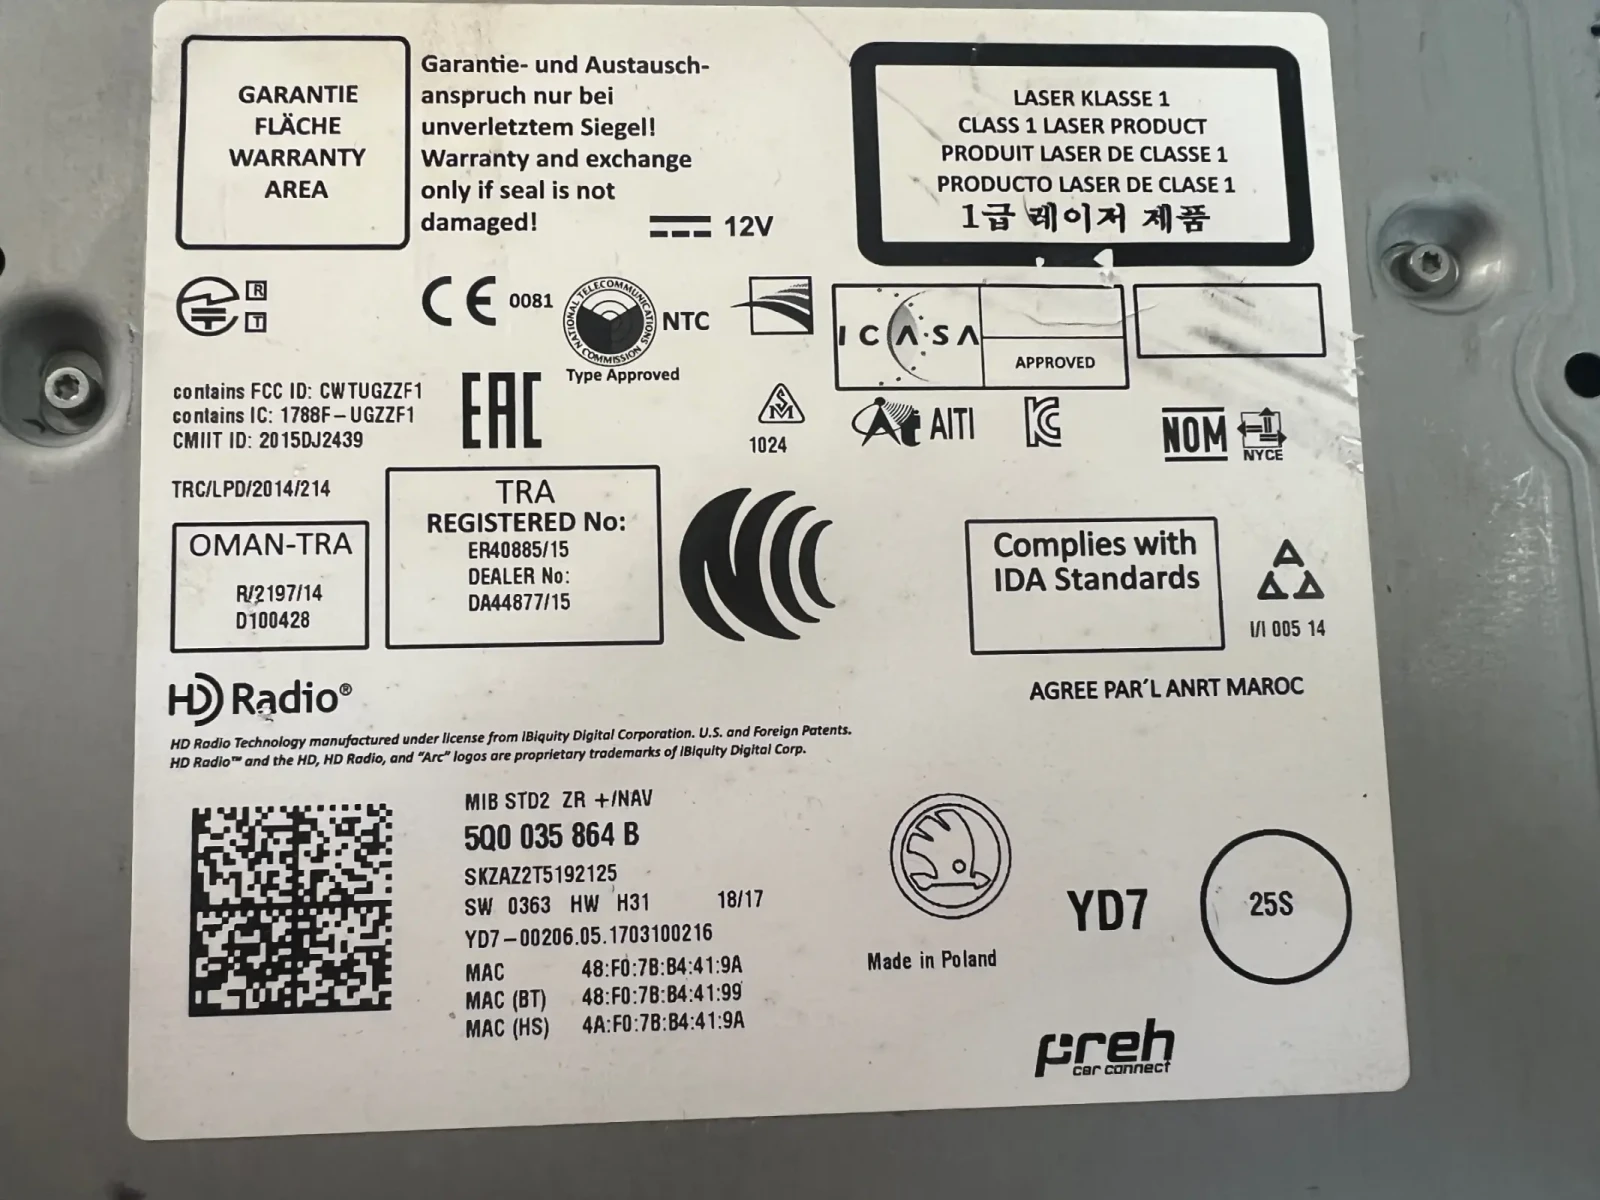 GARANTIE
FLÄCHE
WARRANTY
AREA
Garantie- und Austausch-
anspruch nur bei
unverletztem Siegel!
Warranty and exchange
only if seal is not
damaged!
12V
LASER KLASSE 1
CLASS 1 LASER PRODUCT
PRODUIT LASER DE CLASSE 1
PRODUCTO LASER DE CLASE 1
1급 레이저 제품
R
T
CE 0081
NATIONAL TELECOMMUNICATIONS COMMISSION
NTC
Type Approved
ICASA
APPROVED
contains FCC ID: CWTUGZZF1
contains IC: 1788F-UGZZF1
CMIIT ID: 2015DJ2439
EAC
1024
AITI
KC
NOM
NYCE
TRC/LPD/2014/214
OMAN-TRA
R/2197/14
D100428
TRA
REGISTERED No:
ER40885/15
DEALER No:
DA44877/15
Complies with
IDA Standards
I/I 005 14
AGREE PAR´L ANRT MAROC
HD Radio®
HD Radio Technology manufactured under license from iBiquity Digital Corporation. U.S. and Foreign Patents.
HD Radio™ and the HD, HD Radio, and "Arc" logos are proprietary trademarks of iBiquity Digital Corp.
MIB STD2 ZR +/NAV
5Q0 035 864 B
SKZAZ2T5192125
SW 0363 HW H31 18/17
YD7-00206.05.1703100216
MAC 48:F0:7B:B4:41:9A
MAC (BT) 48:F0:7B:B4:41:99
MAC (HS) 4A:F0:7B:B4:41:9A
Made in Poland
YD7
25S
preh
car connect